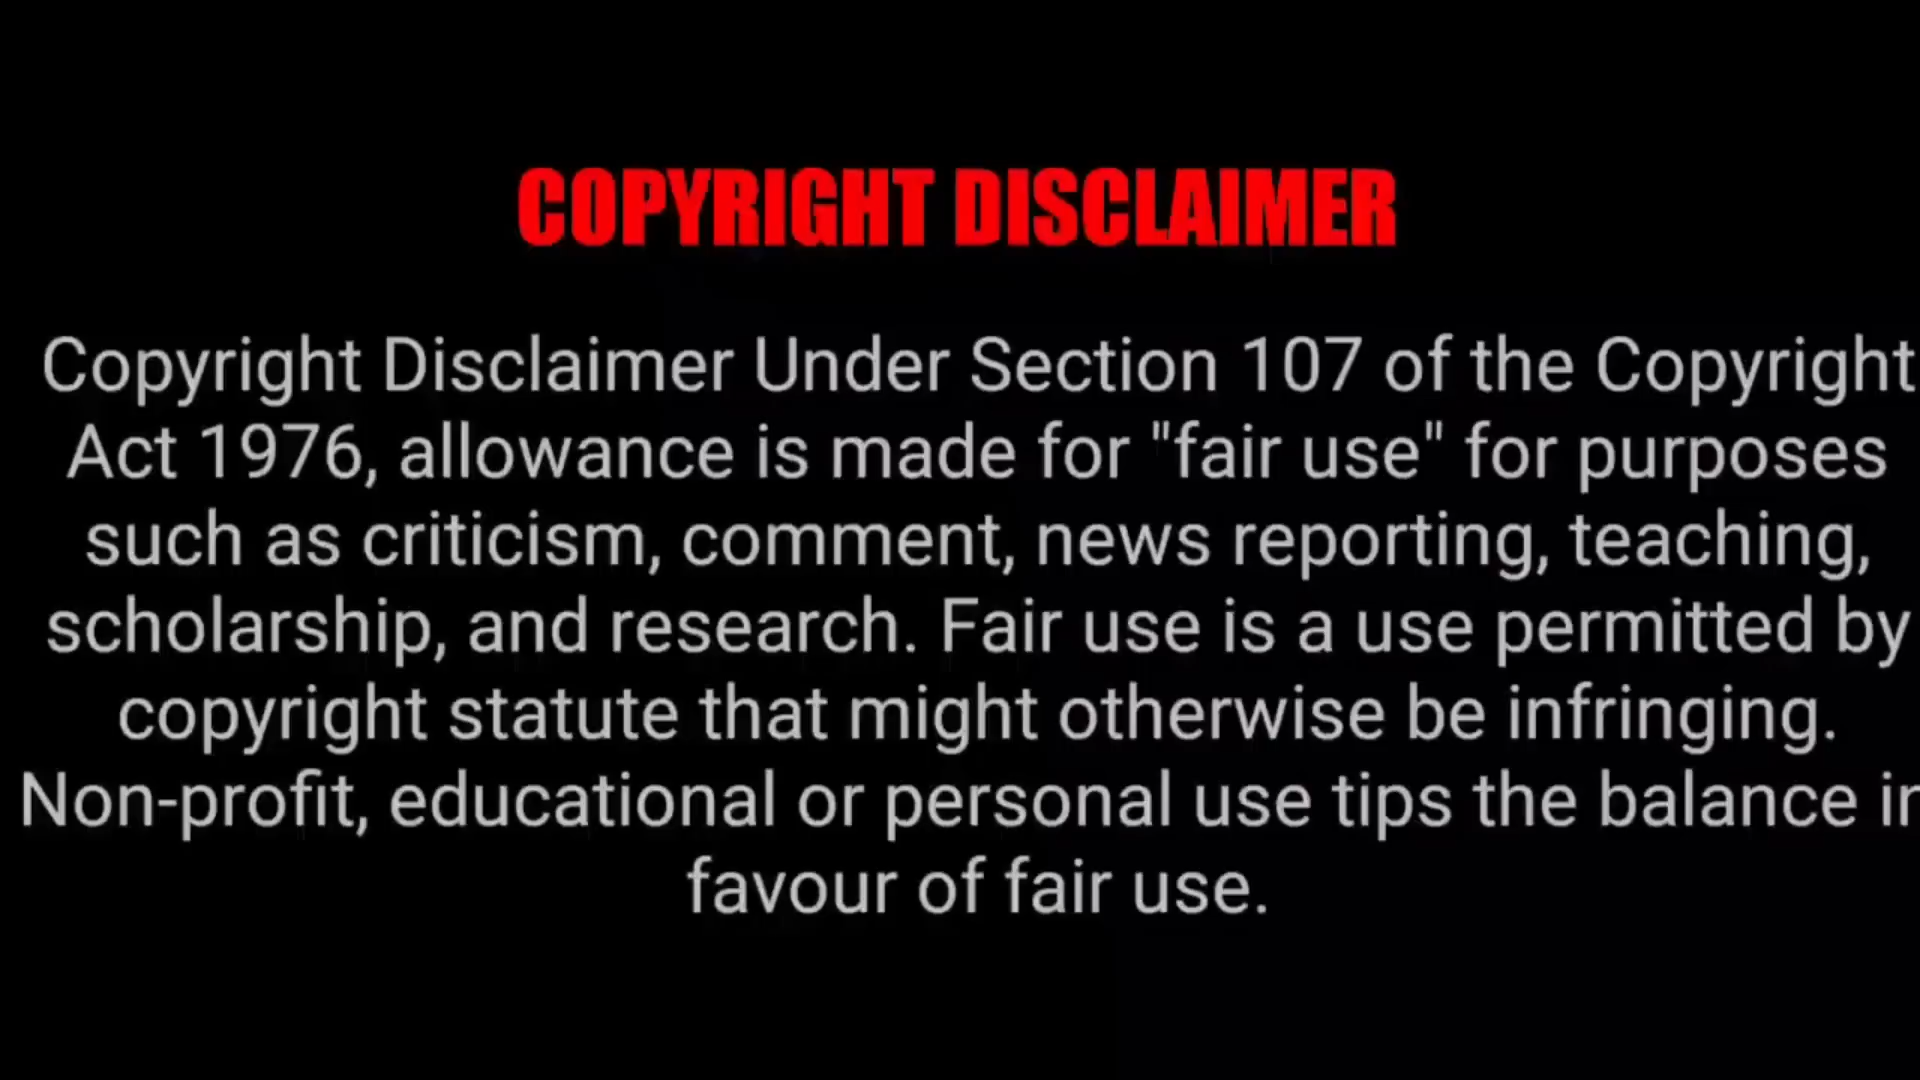 COPYRIGHT DISCLAIMER
Copyright Disclaimer Under Section 107 of the Copyright
Act 1976, allowance is made for "fair use" for purposes
such as criticism, comment, news reporting, teaching,
scholarship, and research. Fair use is a use permitted by
copyright statute that might otherwise be infringing.
Non-profit, educational or personal use tips the balance in
favour of fair use.